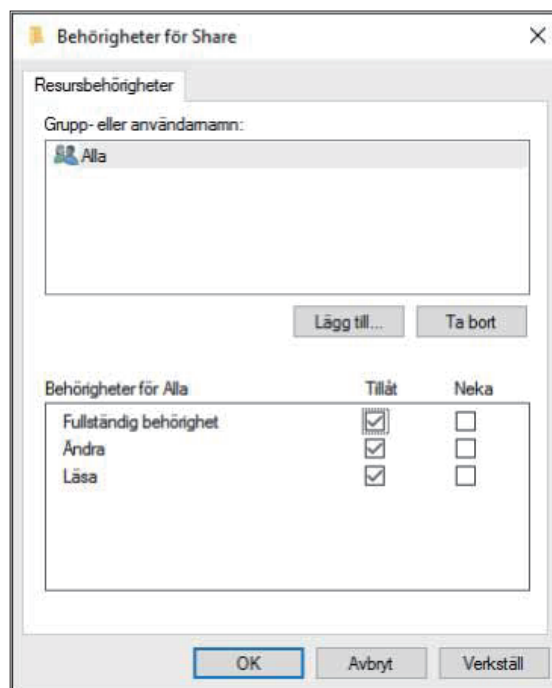 Behörigheter för Share
Resursbehörigheter
Grupp- eller användarnamn:
Alla
Lägg till...
Ta bort
Behörigheter för Alla Tillåt Neka
Fullständig behörighet
Ändra
Läsa
OK Avbryt Verkställ